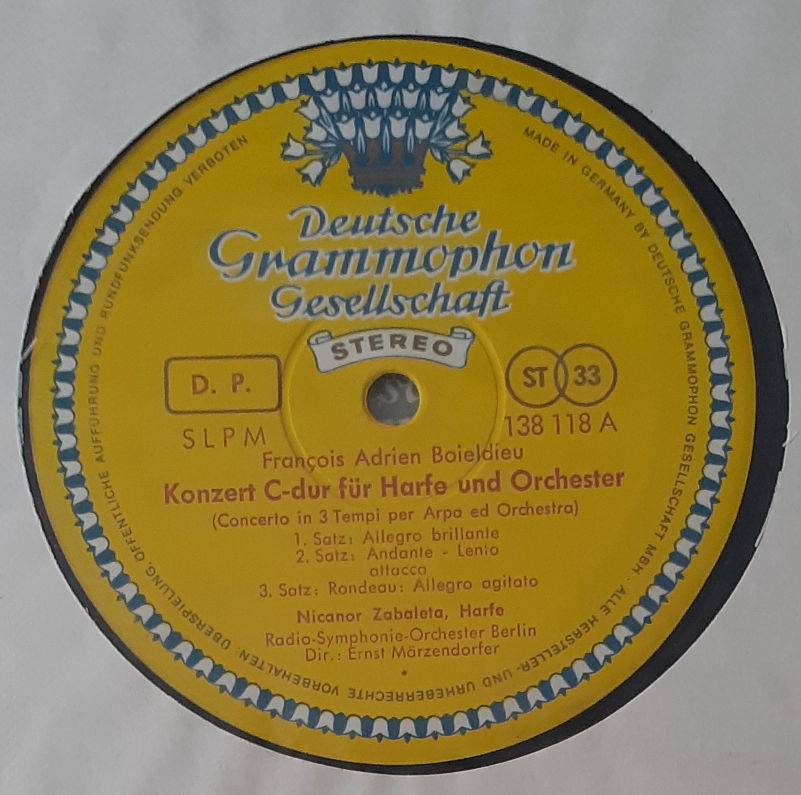 Deutsche
Grammophon
Gesellschaft
STEREO
D. P.
ST 33
SLPM
138 118 A
François Adrien Boieldieu
Konzert C-dur für Harfe und Orchester
(Concerto in 3 Tempi per Arpa ed Orchestra)
1. Satz: Allegro brillante
2. Satz: Andante - Lento
attacca
3. Satz: Rondeau: Allegro agitato
Nicanor Zabaleta, Harfe
Radio-Symphonie-Orchester Berlin
Dir.: Ernst Märzendorfer
MADE IN GERMANY BY DEUTSCHE GRAMMOPHON GESELLSCHAFT MBH · ALLE HERSTELLER- UND URHEBERRECHTE VORBEHALTEN. ÜBERSPIELUNG, ÖFFENTLICHE AUFFÜHRUNG UND RUNDFUNKSENDUNG VERBOTEN